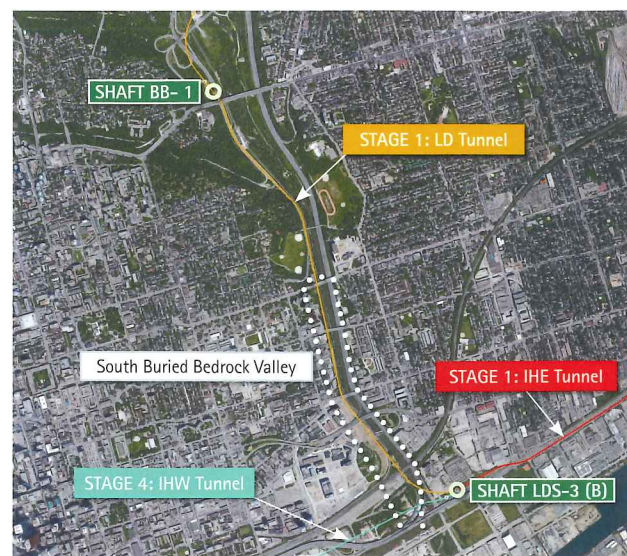 SHAFT BB- 1
STAGE 1: LD Tunnel
South Buried Bedrock Valley
STAGE 1: IHE Tunnel
STAGE 4: IHW Tunnel
SHAFT LDS-3 (B)